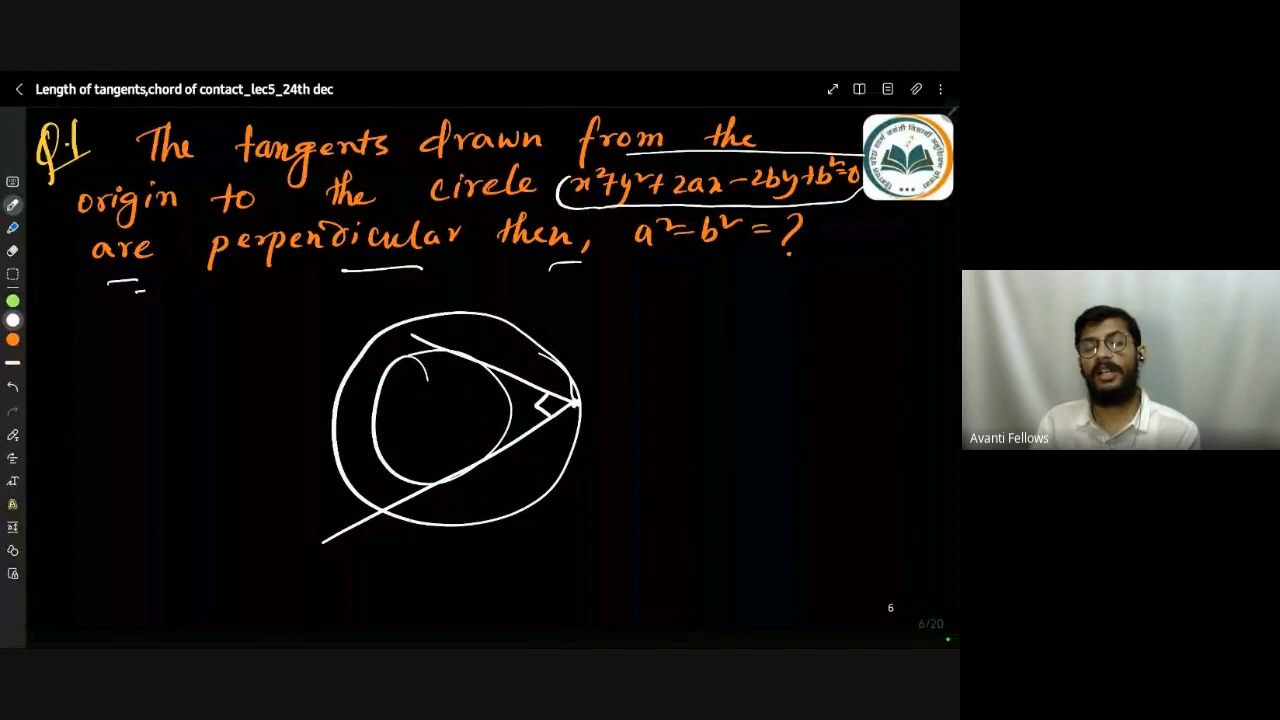 Length of tangents,chord of contact_lec5_24th dec
Q.1 The tangents drawn from the
origin to the circle x²+y²+2ax-2by+b²=0
are perpendicular then, a²-b²=?
Avanti Fellows
6
6/20